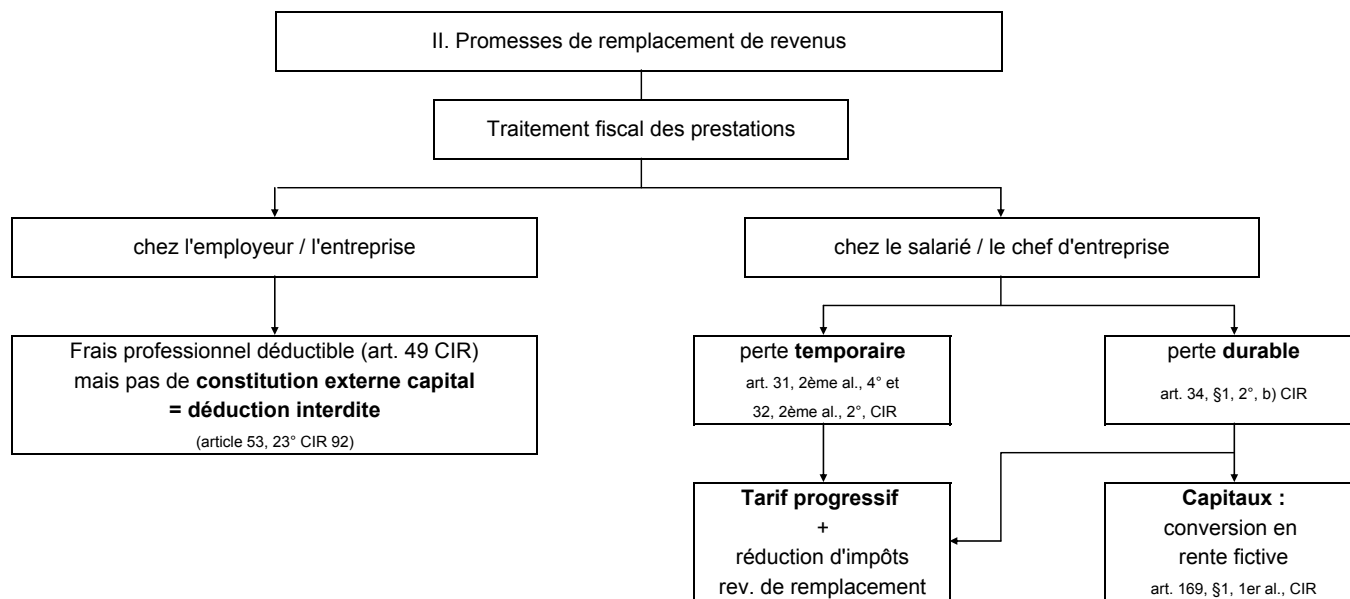 II. Promesses de remplacement de revenus
Traitement fiscal des prestations
chez l'employeur / l'entreprise
chez le salarié / le chef d'entreprise
Frais professionnel déductible (art. 49 CIR)
mais pas de constitution externe capital
= déduction interdite
(article 53, 23° CIR 92)
perte temporaire
art. 31, 2ème al., 4° et
32, 2ème al., 2°, CIR
perte durable
art. 34, §1, 2°, b) CIR
Tarif progressif
+
réduction d'impôts
rev. de remplacement
Capitaux :
conversion en
rente fictive
art. 169, §1, 1er al., CIR